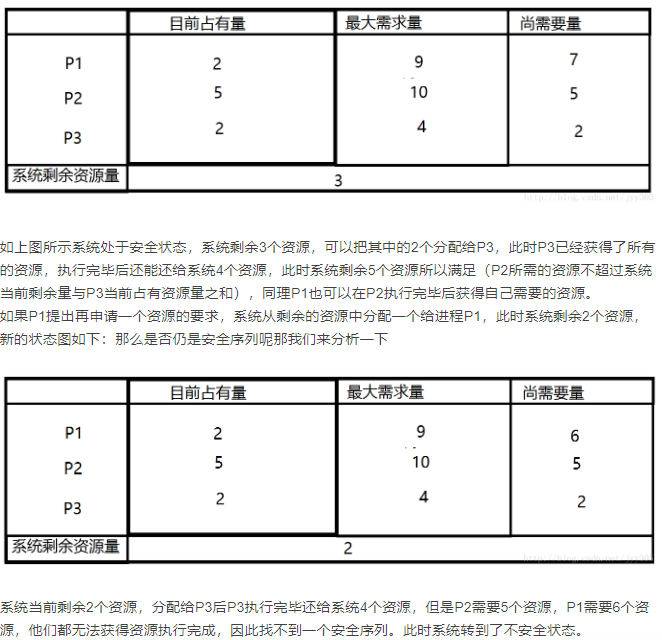 目前占有量 最大需求量 尚需要量
P1 2 9 7
P2 5 10 5
P3 2 4 2
系统剩余资源量 3
如上图所示系统处于安全状态，系统剩余3个资源，可以把其中的2个分配给P3，此时P3已经获得了所有
的资源，执行完毕后还能还给系统4个资源，此时系统剩余5个资源所以满足（P2所需的资源不超过系统
当前剩余量与P3当前占有资源量之和），同理P1也可以在P2执行完毕后获得自己需要的资源。
如果P1提出再申请一个资源的要求，系统从剩余的资源中分配一个给进程P1，此时系统剩余2个资源，
新的状态图如下：那么是否仍是安全序列呢那我们来分析一下
目前占有量 最大需求量 尚需要量
P1 2 9 6
P2 5 10 5
P3 2 4 2
系统剩余资源量 2
系统当前剩余2个资源，分配给P3后P3执行完毕还给系统4个资源，但是P2需要5个资源，P1需要6个资
源，他们都无法获得资源执行完成，因此找不到一个安全序列。此时系统转到了不安全状态。